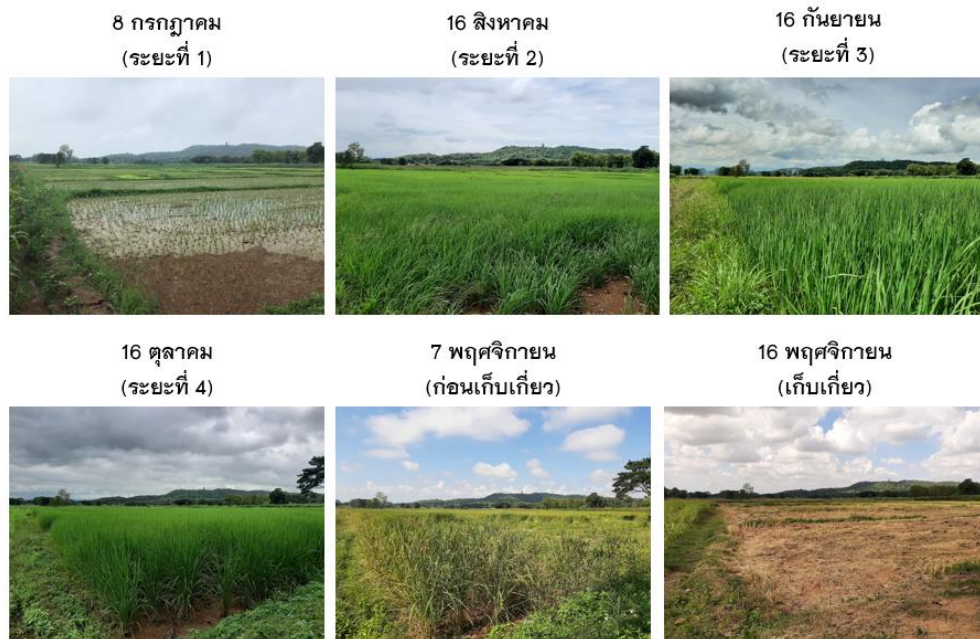 8 กรกฎาคม
(ระยะที่ 1)
16 สิงหาคม
(ระยะที่ 2)
16 กันยายน
(ระยะที่ 3)
16 ตุลาคม
(ระยะที่ 4)
7 พฤศจิกายน
(ก่อนเก็บเกี่ยว)
16 พฤศจิกายน
(เก็บเกี่ยว)